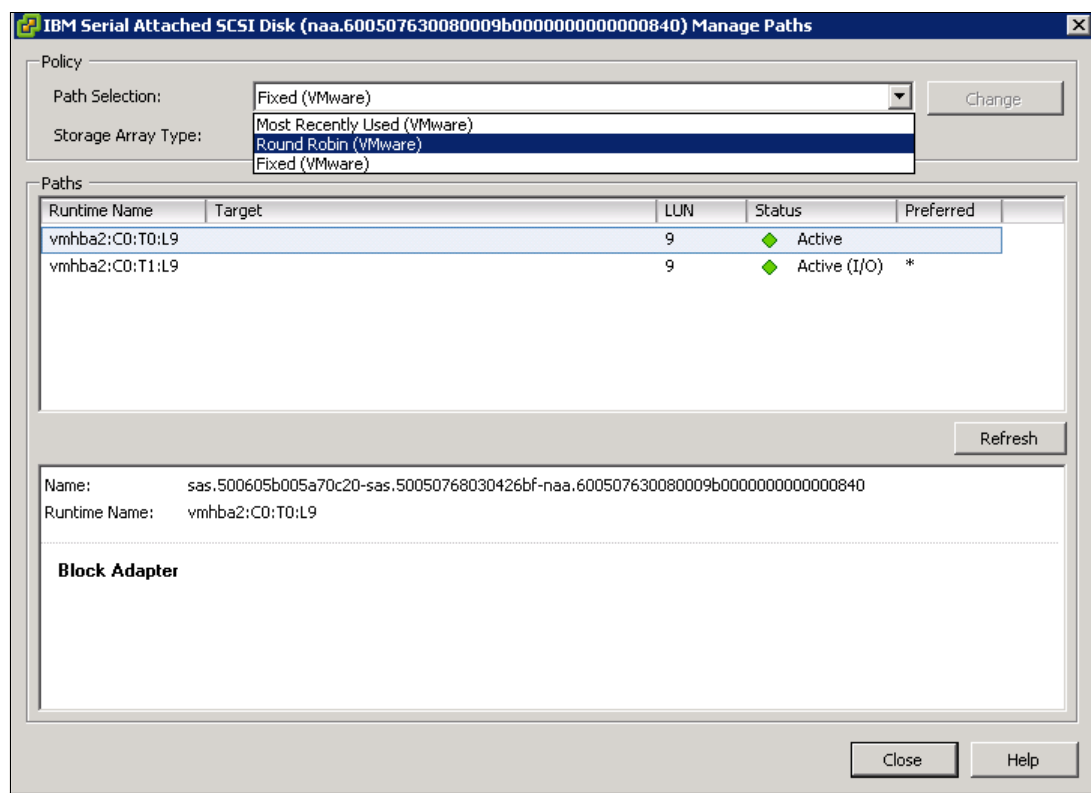 IBM Serial Attached SCSI Disk (naa.600507630080009b0000000000000840) Manage Paths
Policy
Path Selection: Fixed (VMware) Change
Most Recently Used (VMware)
Storage Array Type: Round Robin (VMware)
Fixed (VMware)
Paths
Runtime Name Target LUN Status Preferred
vmhba2:C0:T0:L9 9 Active
vmhba2:C0:T1:L9 9 Active (I/O) *
Refresh
Name: sas.500605b005a70c20-sas.50050768030426bf-naa.600507630080009b0000000000000840
Runtime Name: vmhba2:C0:T0:L9
Block Adapter
Close Help